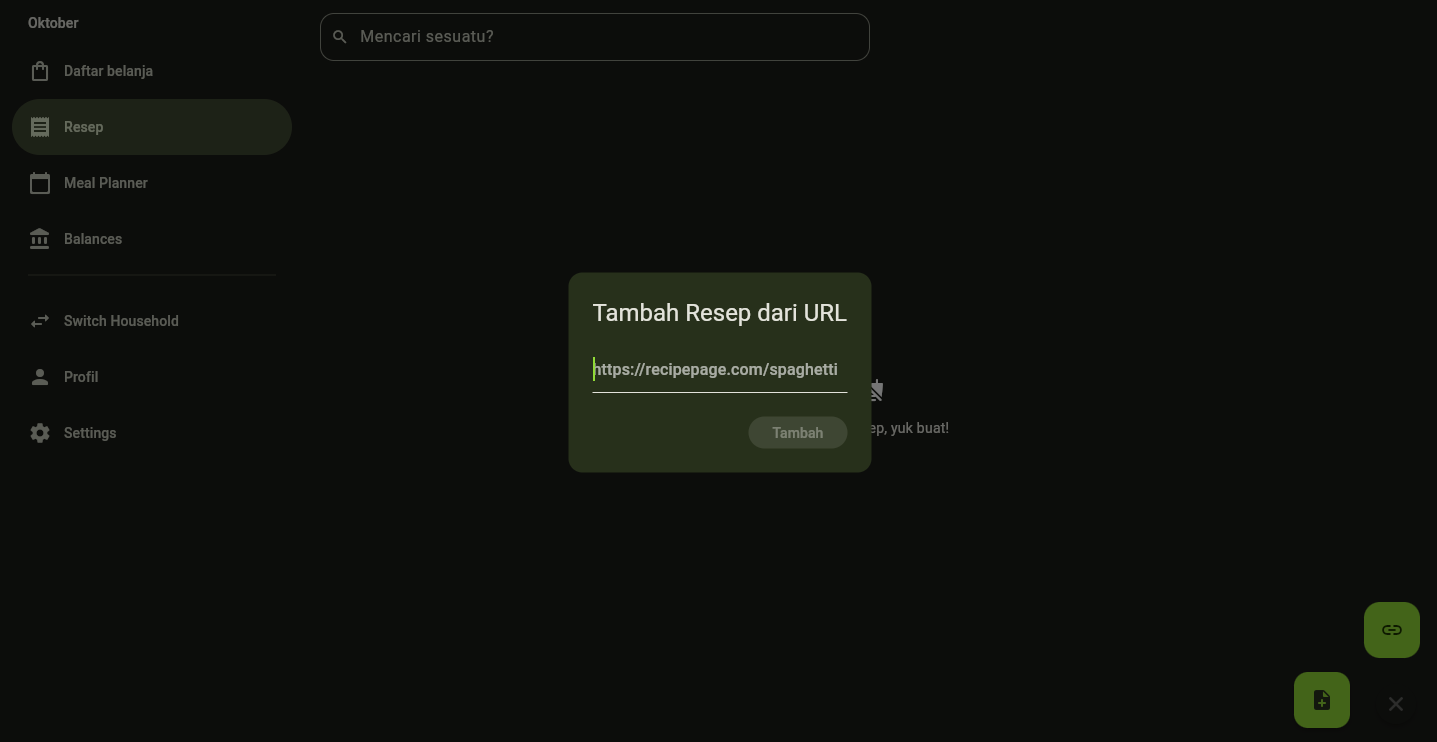 Oktober
Mencari sesuatu?
Daftar belanja
Resep
Meal Planner
Balances
Switch Household
Profil
Settings
Tambah Resep dari URL
https://recipepage.com/spaghetti
Tambah
yuk buat!